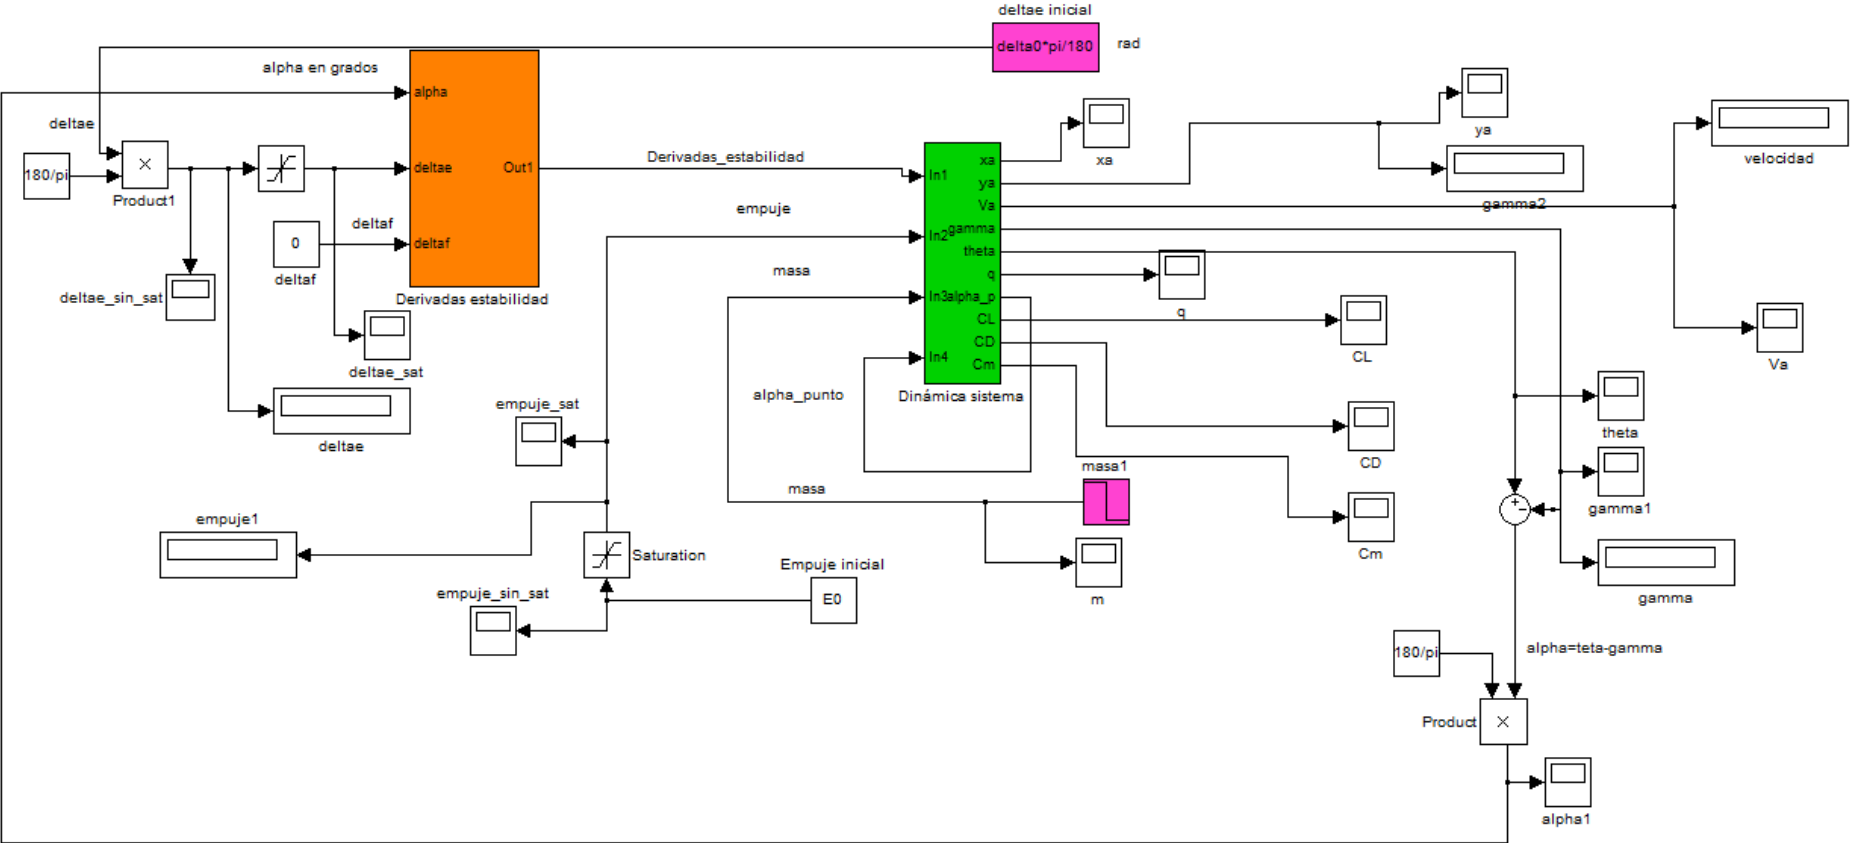 deltae inicial
delta0*pi/180
rad
alpha en grados
alpha
deltae
180/pi
Product1
deltae
Out1
Derivadas_estabilidad
deltaf
0
deltaf
deltaf
deltae_sin_sat
Derivadas estabilidad
deltae_sat
deltae
empuje
masa
In1
In2
In3
In4
xa
ya
Va
gamma
theta
q
alpha_p
CL
CD
Cm
Dinámica sistema
alpha_punto
xa
ya
gamma2
velocidad
q
CL
Va
theta
CD
gamma1
Cm
gamma
empuje_sat
masa
masa1
m
empuje1
Saturation
Empuje inicial
E0
empuje_sin_sat
+
-
180/pi
alpha=teta-gamma
Product
alpha1